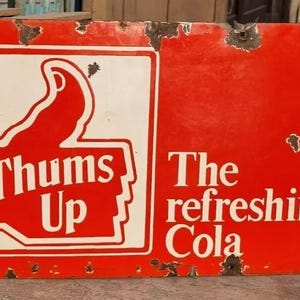 Thums
Up
The
refreshi
Cola